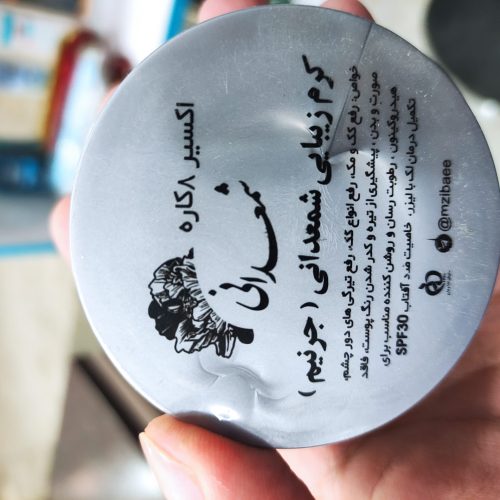 اکسیر ۸کاره
شمعدانی
کرم زیبایی شمعدانی ( جرنیم )
خواص: رفع کک و مک، رفع انواع لک، رفع تیرگی های دور چشم،
صورت و بدن ، پیشگیری از تیره و کدر شدن رنگ پوست، فاقد
هیدروکینون ، رطوبت رسان و روشن کننده مناسب برای
تکمیل درمان لک با لیزر، خاصیت ضد آفتاب SPF30
@mzibaee